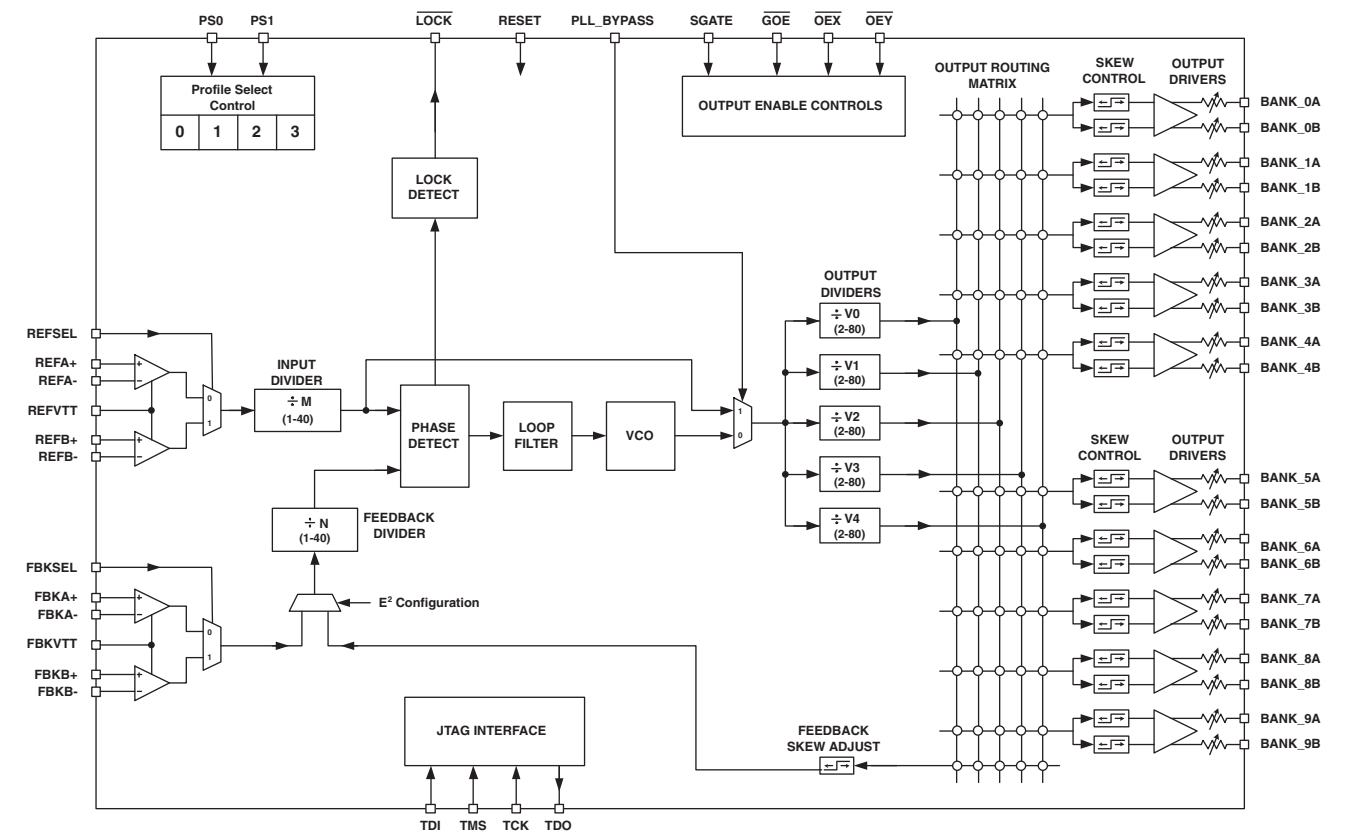 PS0 PS1 LOCK RESET PLL_BYPASS SGATE GOE OEX OEY
Profile Select
Control
0 1 2 3
OUTPUT ENABLE CONTROLS
OUTPUT ROUTING
MATRIX
SKEW
CONTROL
OUTPUT
DRIVERS
BANK_0A
BANK_0B
BANK_1A
BANK_1B
BANK_2A
BANK_2B
BANK_3A
BANK_3B
BANK_4A
BANK_4B
LOCK
DETECT
OUTPUT
DIVIDERS
÷ V0
(2-80)
÷ V1
(2-80)
÷ V2
(2-80)
÷ V3
(2-80)
÷ V4
(2-80)
REFSEL
REFA+
REFA-
REFVTT
REFB+
REFB-
+
−
+
−
0
1
INPUT
DIVIDER
÷ M
(1-40)
PHASE
DETECT
LOOP
FILTER
VCO
1
0
÷ N
(1-40)
FEEDBACK
DIVIDER
SKEW
CONTROL
OUTPUT
DRIVERS
BANK_5A
BANK_5B
BANK_6A
BANK_6B
BANK_7A
BANK_7B
BANK_8A
BANK_8B
BANK_9A
BANK_9B
FBKSEL
FBKA+
FBKA-
FBKVTT
FBKB+
FBKB-
+
−
+
−
0
1
E² Configuration
JTAG INTERFACE
FEEDBACK
SKEW ADJUST
TDI TMS TCK TDO